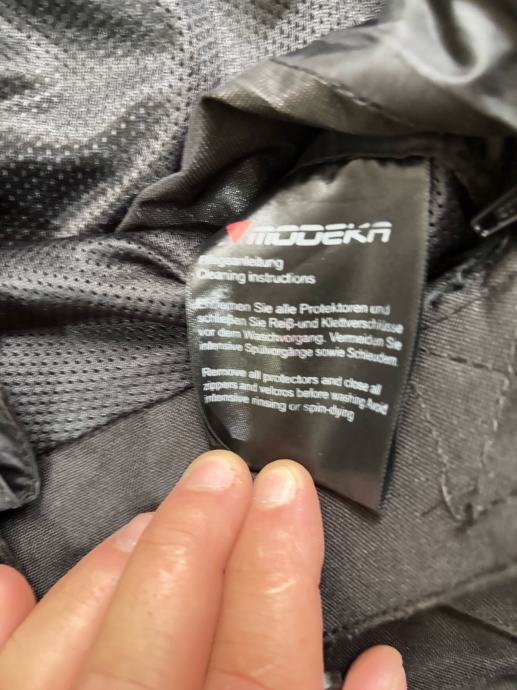 MODEKA
Pflegeanleitung
Cleaning instructions
Entfernen Sie alle Protektoren und
schließen Sie Reiß-und Klettverschlüsse
vor dem Waschvorgang. Vermeiden Sie
intensive Spülvorgänge sowie Schleudern
Remove all protectors and close all
zippers and velcros before washing.Avoid
intensive rinsing or spin-dying